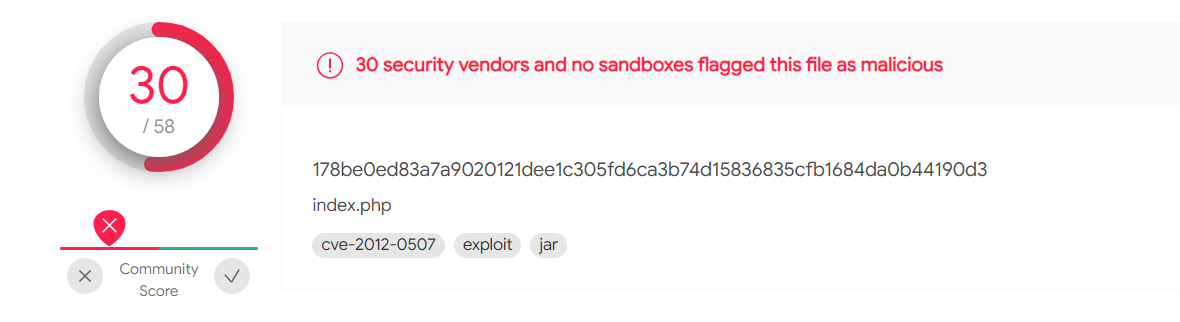 30
/ 58
Community
Score
30 security vendors and no sandboxes flagged this file as malicious
178be0ed83a7a9020121dee1c305fd6ca3b74d15836835cfb1684da0b44190d3
index.php
cve-2012-0507 exploit jar